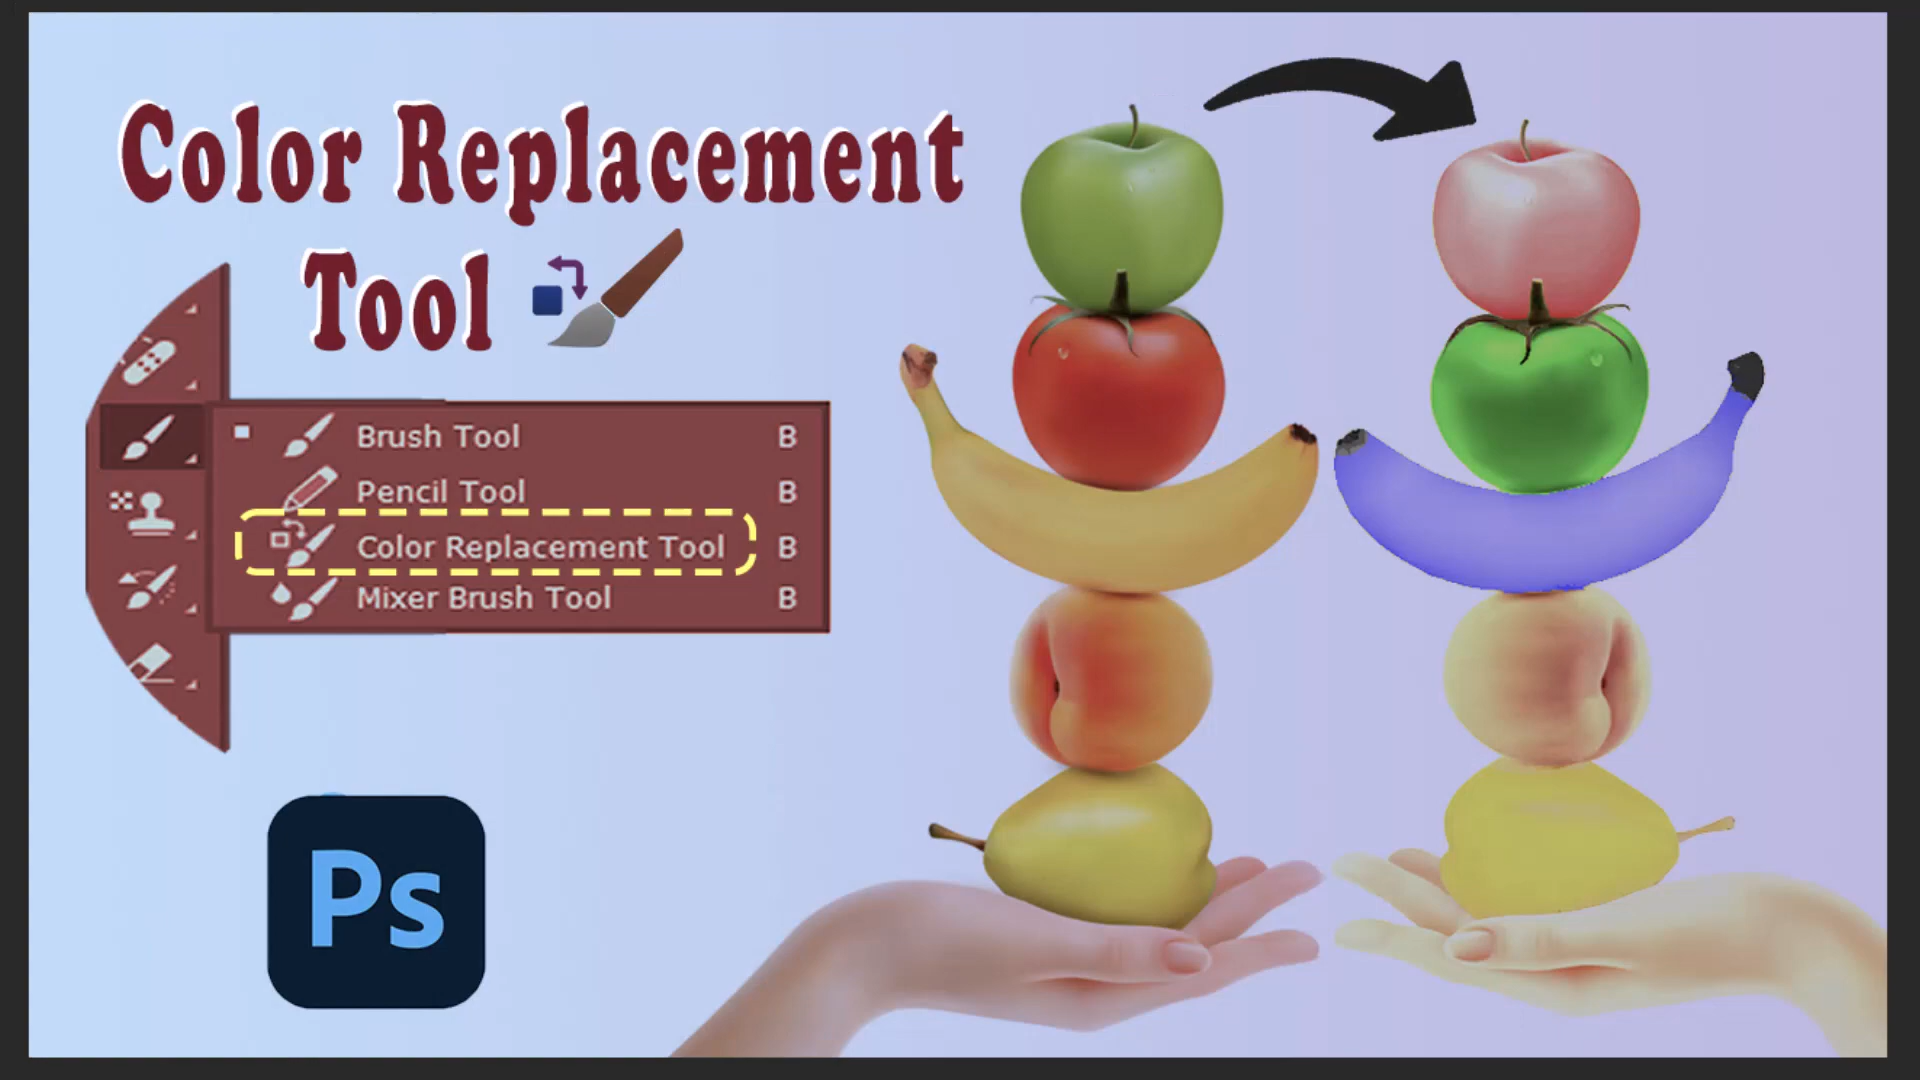 Color Replacement
Tool
Brush Tool B
Pencil Tool B
Color Replacement Tool B
Mixer Brush Tool B
Ps